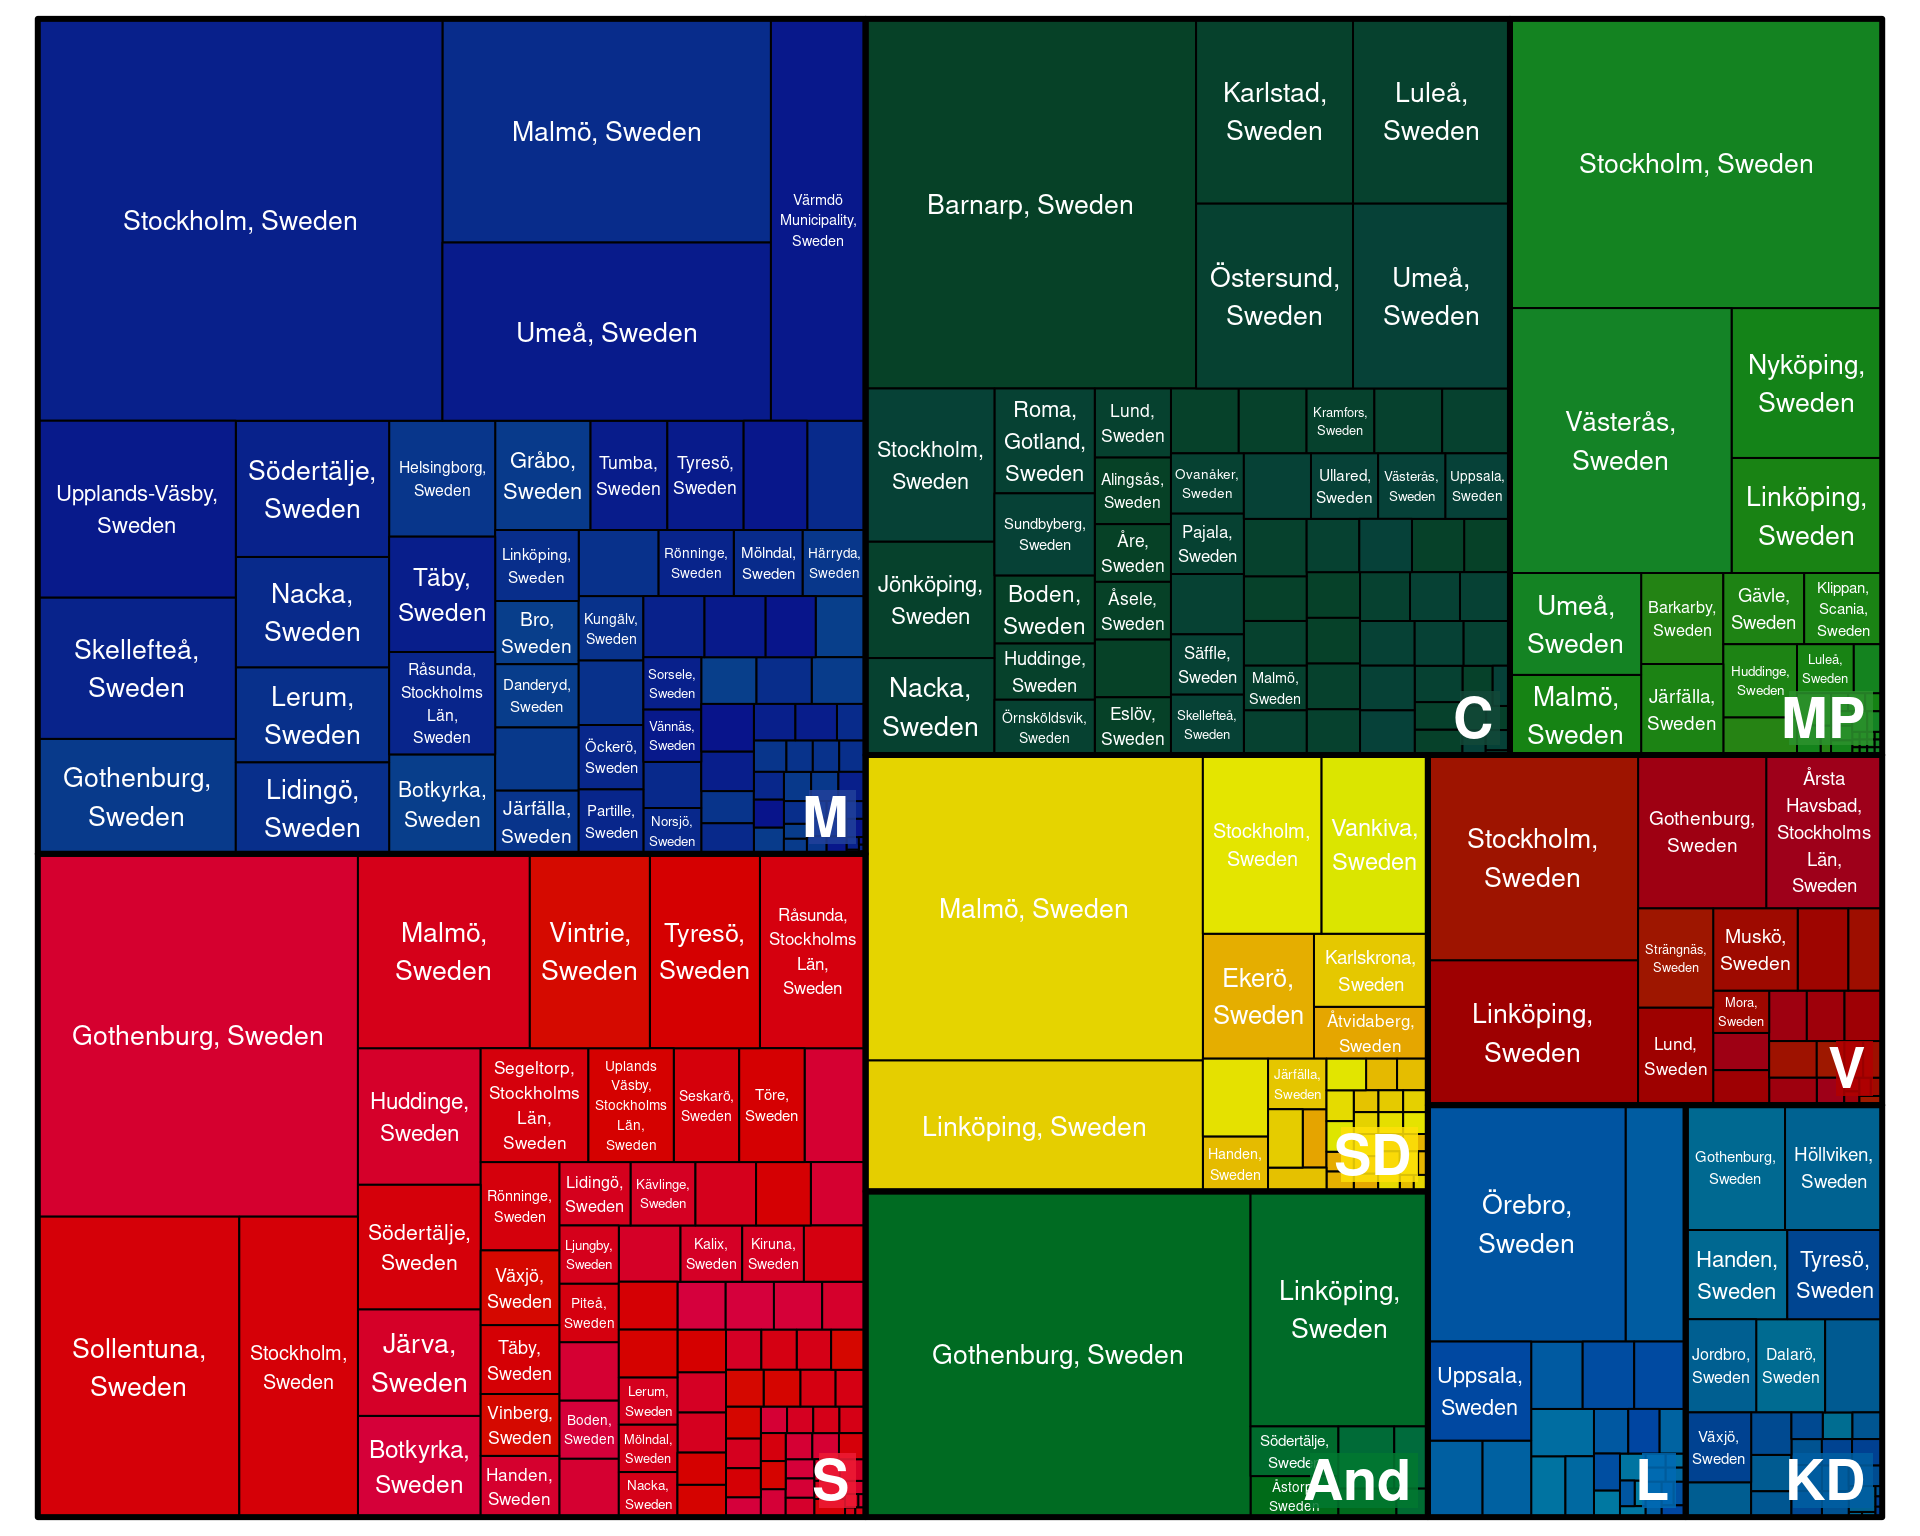 Stockholm, Sweden
Malmö, Sweden
Umeå, Sweden
Värmdö
Municipality,
Sweden
Upplands-Väsby,
Sweden
Skellefteå,
Sweden
Gothenburg,
Sweden
Södertälje,
Sweden
Nacka,
Sweden
Lerum,
Sweden
Lidingö,
Sweden
Helsingborg,
Sweden
Täby,
Sweden
Råsunda,
Stockholms
Län,
Sweden
Botkyrka,
Sweden
Gråbo,
Sweden
Tumba,
Sweden
Tyresö,
Sweden
Linköping,
Sweden
Rönninge,
Sweden
Mölndal,
Sweden
Härryda,
Sweden
Bro,
Sweden
Kungälv,
Sweden
Danderyd,
Sweden
Sorsele,
Sweden
Vännäs,
Sweden
Öckerö,
Sweden
Järfälla,
Sweden
Partille,
Sweden
Norsjö,
Sweden
M
Barnarp, Sweden
Karlstad,
Sweden
Luleå,
Sweden
Östersund,
Sweden
Umeå,
Sweden
Stockholm,
Sweden
Jönköping,
Sweden
Nacka,
Sweden
Roma,
Gotland,
Sweden
Sundbyberg,
Sweden
Boden,
Sweden
Huddinge,
Sweden
Örnsköldsvik,
Sweden
Lund,
Sweden
Alingsås,
Sweden
Åre,
Sweden
Åsele,
Sweden
Eslöv,
Sweden
Kramfors,
Sweden
Ovanåker,
Sweden
Ullared,
Sweden
Västerås,
Sweden
Uppsala,
Sweden
Pajala,
Sweden
Säffle,
Sweden
Skellefteå,
Sweden
Malmö,
Sweden
C
Stockholm, Sweden
Västerås,
Sweden
Nyköping,
Sweden
Linköping,
Sweden
Umeå,
Sweden
Malmö,
Sweden
Barkarby,
Sweden
Järfälla,
Sweden
Gävle,
Sweden
Klippan,
Scania,
Sweden
Huddinge,
Sweden
Luleå,
Sweden
MP
Gothenburg, Sweden
Sollentuna,
Sweden
Stockholm,
Sweden
Malmö,
Sweden
Vintrie,
Sweden
Tyresö,
Sweden
Råsunda,
Stockholms
Län,
Sweden
Huddinge,
Sweden
Södertälje,
Sweden
Järva,
Sweden
Botkyrka,
Sweden
Segeltorp,
Stockholms
Län,
Sweden
Uplands
Väsby,
Stockholms
Län,
Sweden
Seskarö,
Sweden
Töre,
Sweden
Rönninge,
Sweden
Växjö,
Sweden
Täby,
Sweden
Vinberg,
Sweden
Handen,
Sweden
Lidingö,
Sweden
Kävlinge,
Sweden
Ljungby,
Sweden
Kalix,
Sweden
Kiruna,
Sweden
Piteå,
Sweden
Boden,
Sweden
Lerum,
Sweden
Mölndal,
Sweden
Nacka,
Sweden
S
Malmö, Sweden
Linköping, Sweden
Stockholm,
Sweden
Vankiva,
Sweden
Ekerö,
Sweden
Karlskrona,
Sweden
Åtvidaberg,
Sweden
Järfälla,
Sweden
Handen,
Sweden
SD
Gothenburg, Sweden
Linköping,
Sweden
Södertälje,
Sweden
Åstorp,
Sweden
And
Stockholm,
Sweden
Linköping,
Sweden
Gothenburg,
Sweden
Årsta
Havsbad,
Stockholms
Län,
Sweden
Strängnäs,
Sweden
Muskö,
Sweden
Lund,
Sweden
Mora,
Sweden
V
Örebro,
Sweden
Uppsala,
Sweden
L
Gothenburg,
Sweden
Höllviken,
Sweden
Handen,
Sweden
Tyresö,
Sweden
Jordbro,
Sweden
Dalarö,
Sweden
Växjö,
Sweden
KD